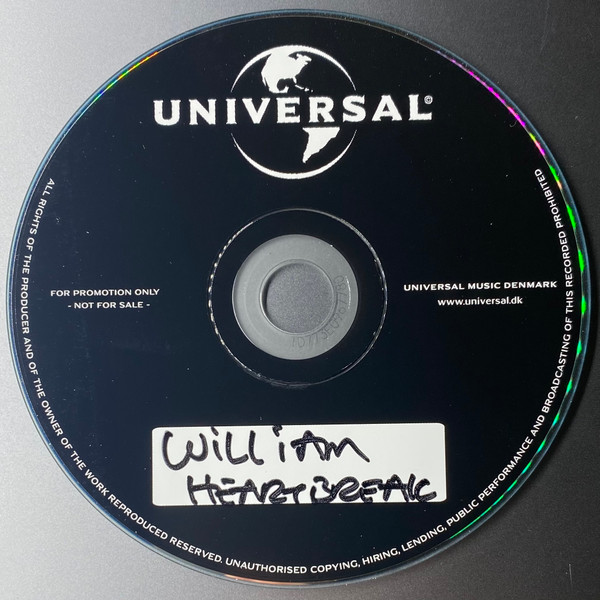 UNIVERSAL©
FOR PROMOTION ONLY
- NOT FOR SALE -
UNIVERSAL MUSIC DENMARK
www.universal.dk
WiLLiAM
HEARTBREAK
ALL RIGHTS OF THE PRODUCER AND OF THE OWNER OF THE WORK REPRODUCED RESERVED. UNAUTHORISED COPYING, HIRING, LENDING, PUBLIC PERFORMANCE AND BROADCASTING OF THIS RECORDED PROHIBITED